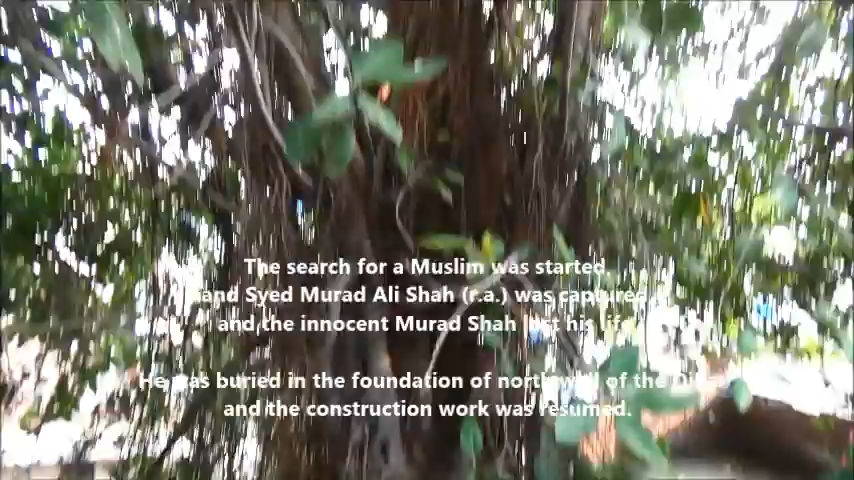 The search for a Muslim was started,
and Syed Murad Ali Shah (r.a.) was captured
and the innocent Murad Shah lost his life.
He was buried in the foundation of north wall of the
and the construction work was resumed.